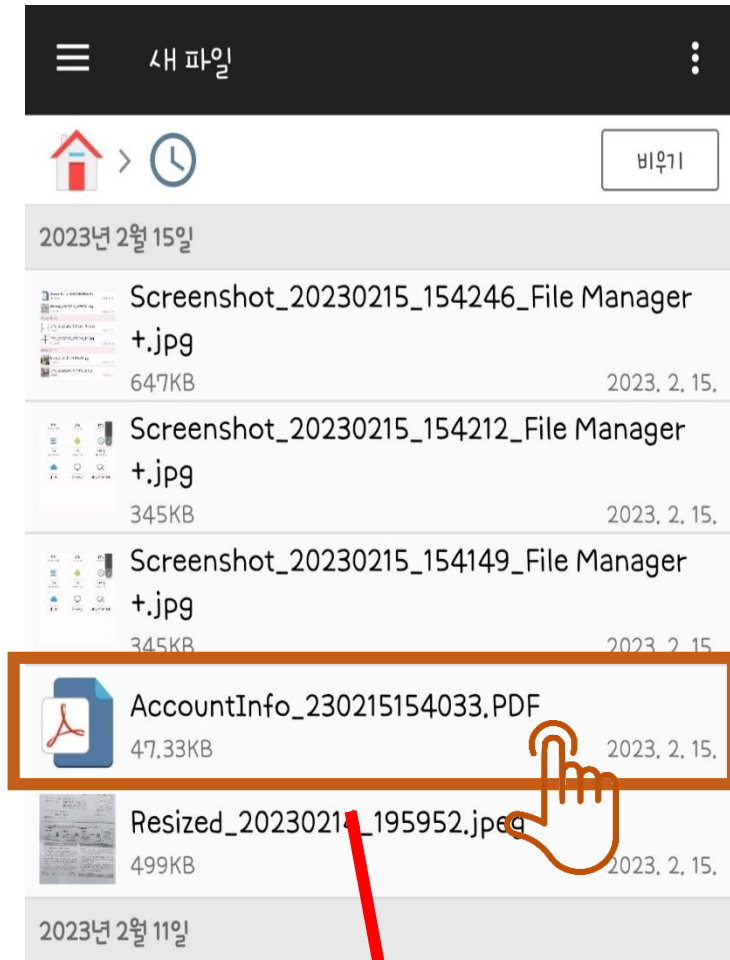 새 파일
비우기
2023년 2월 15일
Screenshot_20230215_154246_File Manager
+.jpg
647KB 2023. 2. 15.
Screenshot_20230215_154212_File Manager
+.jpg
345KB 2023. 2. 15.
Screenshot_20230215_154149_File Manager
+.jpg
345KB 2023. 2. 15
AccountInfo_230215154033.PDF
47.33KB 2023. 2. 15.
Resized_20230214_195952.jpeg
499KB 2023. 2. 15.
2023년 2월 11일